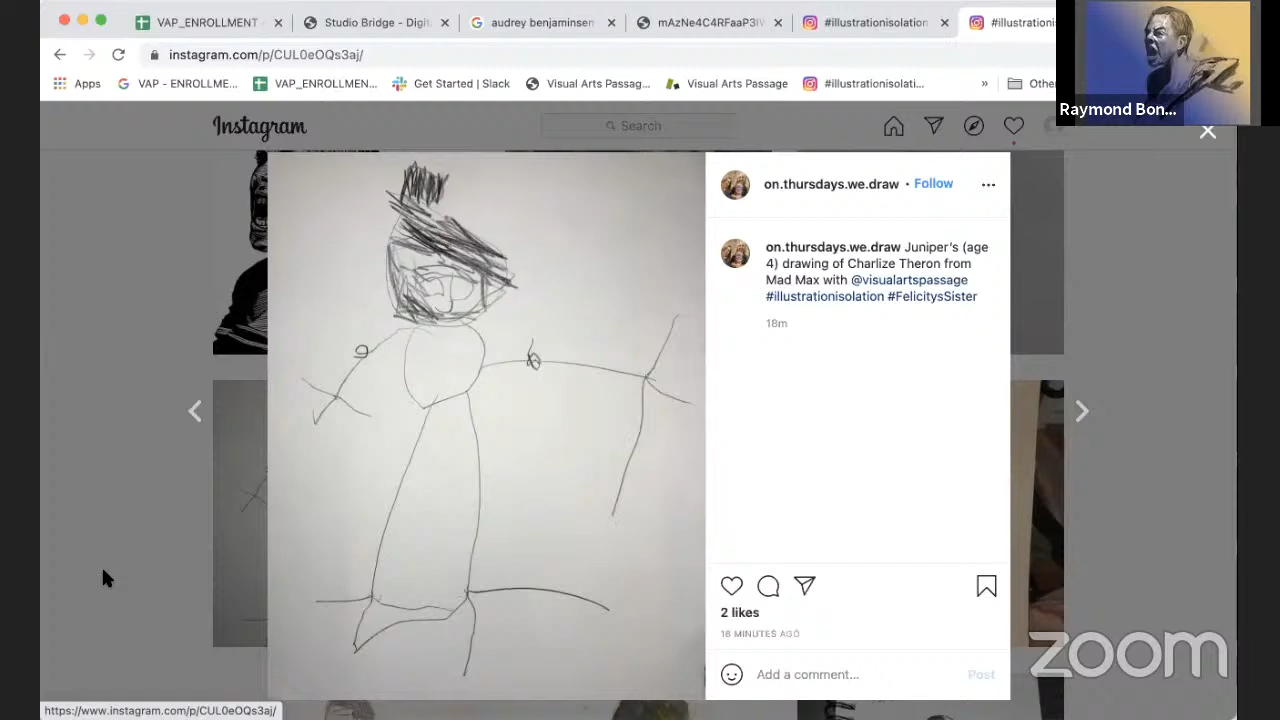 VAP_ENROLLMENT
Studio Bridge - Digit
audrey benjaminsen
mAzNe4C4RFaaP3IV
#illustrationisolation
#illustrationis
instagram.com/p/CUL0eOQs3aj/
Apps
VAP - ENROLLME...
VAP_ENROLLMEN...
Get Started | Slack
Visual Arts Passag...
Visual Arts Passage
#illustrationisolati...
»
Othe
Raymond Bon...
Instagram
Search
on.thursdays.we.draw • Follow
on.thursdays.we.draw Juniper's (age
4) drawing of Charlize Theron from
Mad Max with @visualartspassage
#illustrationisolation #FelicitysSister
18m
2 likes
18 MINUTES AGO
Add a comment...
Post
zoom
https://www.instagram.com/p/CUL0eOQs3aj/